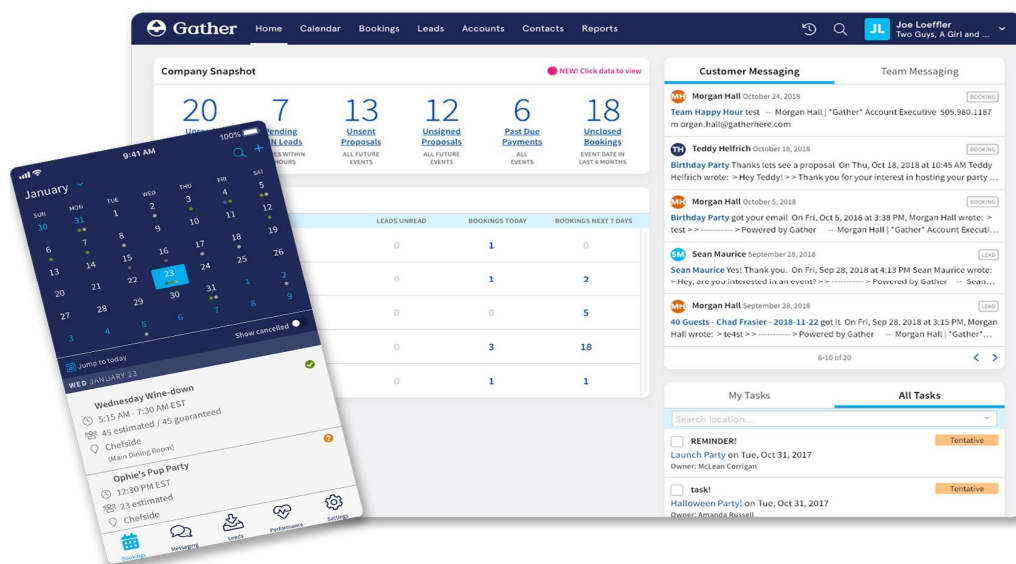 Gather
Home Calendar Bookings Leads Accounts Contacts Reports
JL
Joe Loeffler
Two Guys, A Girl and ...
Company Snapshot
NEW! Click data to view
20 7 13 12 6 18
Pending Unsent Unsigned Past Due Unclosed
Leads Proposals Proposals Payments Bookings
WITHIN ALL FUTURE ALL FUTURE ALL EVENT DATE IN
HOURS EVENTS EVENTS EVENTS LAST 6 MONTHS
LEADS UNREAD BOOKINGS TODAY BOOKINGS NEXT 7 DAYS
0 1 0
0 1 2
0 0 5
0 3 18
0 1 1
Customer Messaging Team Messaging
MH Morgan Hall October 24, 2018 BOOKING
Team Happy Hour test -- Morgan Hall | *Gather* Account Executive 505.980.1187
m organ.hall@gatherhere.com
TH Teddy Helfrich October 18, 2018 BOOKING
Birthday Party Thanks lets see a proposal On Thu, Oct 18, 2018 at 10:45 AM Teddy
Helfrich wrote: > Hey Teddy! > > Thank you for your interest in hosting your party ...
MH Morgan Hall October 5, 2018 BOOKING
Birthday Party got your email On Fri, Oct 5, 2018 at 3:38 PM, Morgan Hall wrote: >
test > > ----------- > Powered by Gather -- Morgan Hall | *Gather* Account Executi...
SM Sean Maurice September 28, 2018 LEAD
Sean Maurice Yes! Thank you. On Fri, Sep 28, 2018 at 4:13 PM Sean Maurice wrote:
> Hey, are you interested in an event? > > ----------- > Powered by Gather -- Sean...
MH Morgan Hall September 28, 2018 LEAD
40 Guests - Chad Frasier - 2018-11-22 got it On Fri, Sep 28, 2018 at 3:15 PM, Morgan
Hall wrote: > te4st > > ----------- > Powered by Gather -- Morgan Hall | *Gather*...
6-10 of 20 < >
My Tasks All Tasks
Search location...
REMINDER! Tentative
Launch Party on Tue, Oct 31, 2017
Owner: McLean Corrigan
task! Tentative
Halloween Party! on Tue, Oct 31, 2017
Owner: Amanda Russell
9:41 AM 100%
January
SUN MON TUE WED THU FRI SAT
30 31 1 2 3 4 5
6 7 8 9 10 11 12
13 14 15 16 17 18 19
20 21 22 23 24 25 26
27 28 29 30 31 1 2
3 4 5 6 7 8 9
Jump to today Show cancelled
WED JANUARY 23
Wednesday Wine-down
5:15 AM - 7:30 AM EST
45 estimated / 45 guaranteed
Chefside
(Main Dining Room)
Ophie's Pup Party
12:30 PM EST
23 estimated
Chefside
Bookings Messaging Leads Performance Settings